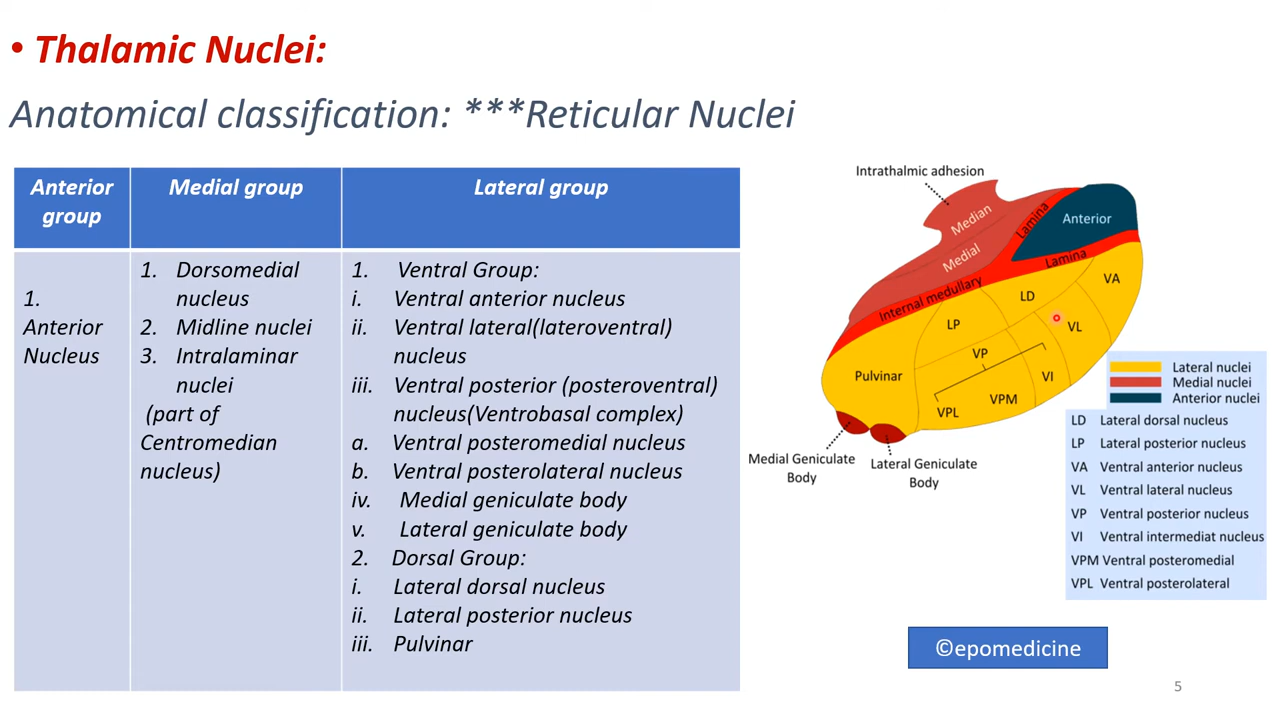 • Thalamic Nuclei:
Anatomical classification: ***Reticular Nuclei
Anterior
group
Medial group
Lateral group
1.
Anterior
Nucleus
1. Dorsomedial
nucleus
2. Midline nuclei
3. Intralaminar
nuclei
(part of
Centromedian
nucleus)
1. Ventral Group:
i. Ventral anterior nucleus
ii. Ventral lateral(lateroventral)
nucleus
iii. Ventral posterior (posteroventral)
nucleus(Ventrobasal complex)
a. Ventral posteromedial nucleus
b. Ventral posterolateral nucleus
iv. Medial geniculate body
v. Lateral geniculate body
2. Dorsal Group:
i. Lateral dorsal nucleus
ii. Lateral posterior nucleus
iii. Pulvinar
Intrathalmic adhesion
Median
Medial
Lamina
Anterior
Lamina
Internal medullary
VA
LD
LP
VL
VP
Pulvinar
VI
VPM
VPL
Medial Geniculate
Body
Lateral Geniculate
Body
Lateral nuclei
Medial nuclei
Anterior nuclei
LD Lateral dorsal nucleus
LP Lateral posterior nucleus
VA Ventral anterior nucleus
VL Ventral lateral nucleus
VP Ventral posterior nucleus
VI Ventral intermediat nucleus
VPM Ventral posteromedial
VPL Ventral posterolateral
©epomedicine
5